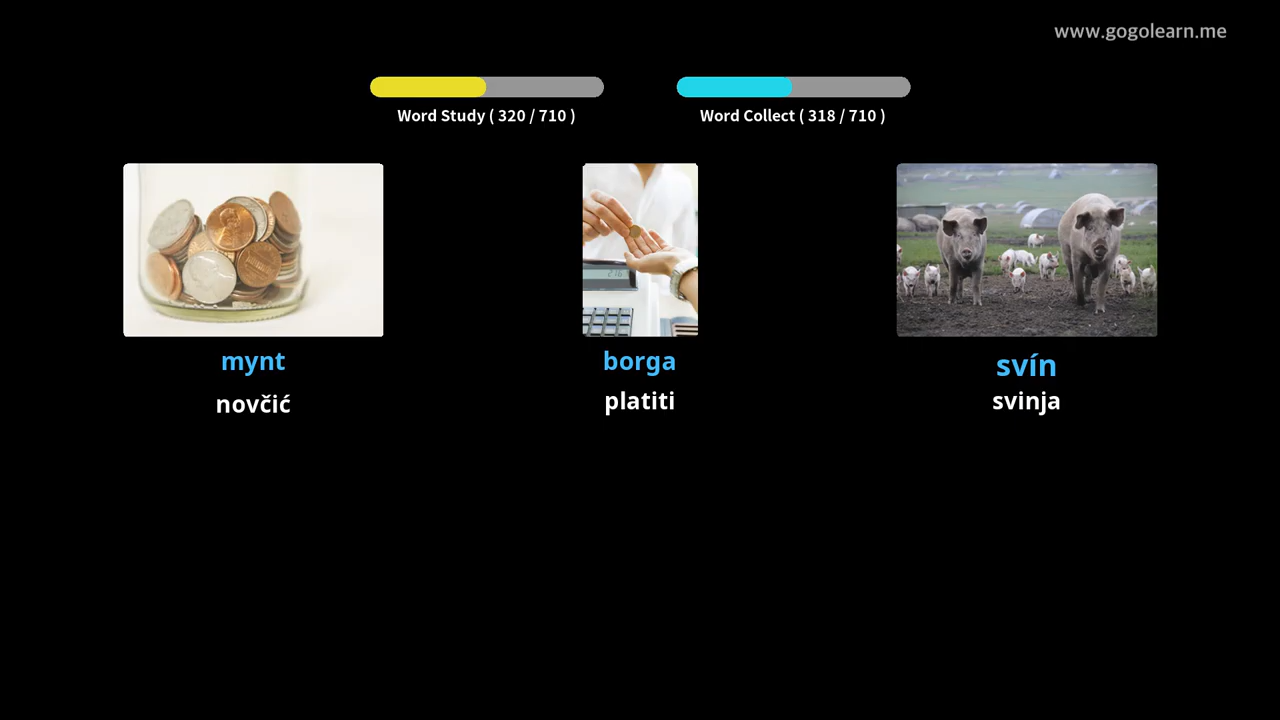 www.gogolearn.me
Word Study ( 320 / 710 )
Word Collect ( 318 / 710 )
mynt
borga
svín
novčić
platiti
svinja